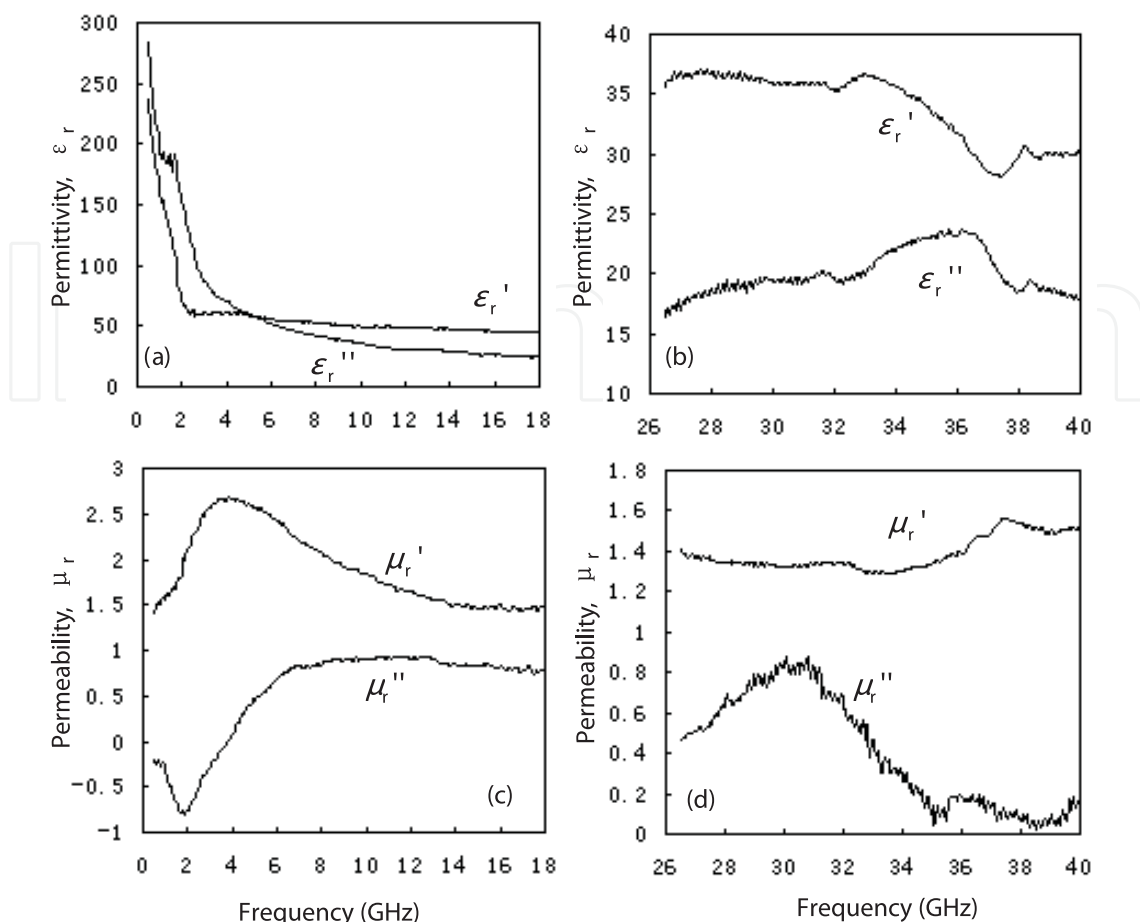 300
250
200
150
100
50
0
Permittivity, ε r
εr'
εr''
(a)
0 2 4 6 8 10 12 14 16 18
40
35
30
25
20
15
10
Permittivity, ε r
εr'
εr''
(b)
26 28 30 32 34 36 38 40
3
2.5
2
1.5
1
0.5
0
-0.5
-1
Permeability, μ r
μr'
μr''
(c)
0 2 4 6 8 10 12 14 16 18
Frequency (GHz)
1.8
1.6
1.4
1.2
1
0.8
0.6
0.4
0.2
0
Permeability, μ r
μr'
μr''
(d)
26 28 30 32 34 36 38 40
Frequency (GHz)